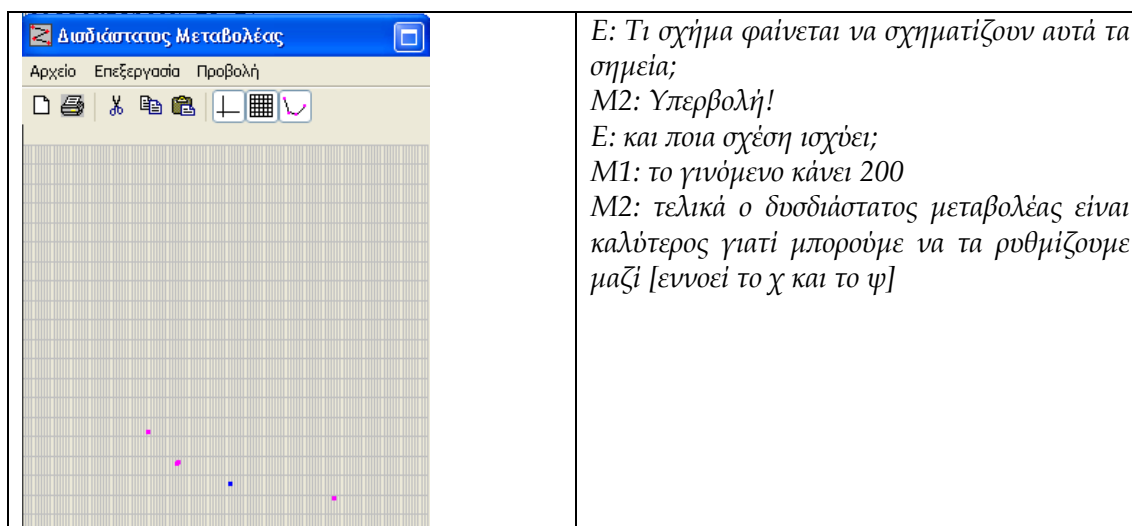 Δισδιάστατος Μεταβολέας
Αρχείο Επεξεργασία Προβολή
Ε: Τι σχήμα φαίνεται να σχηματίζουν αυτά τα
σημεία;
Μ2: Υπερβολή!
Ε: και ποια σχέση ισχύει;
Μ1: το γινόμενο κάνει 200
Μ2: τελικά ο δυσδιάστατος μεταβολέας είναι
καλύτερος γιατί μπορούμε να τα ρυθμίζουμε
μαζί [εννοεί το χ και το ψ]